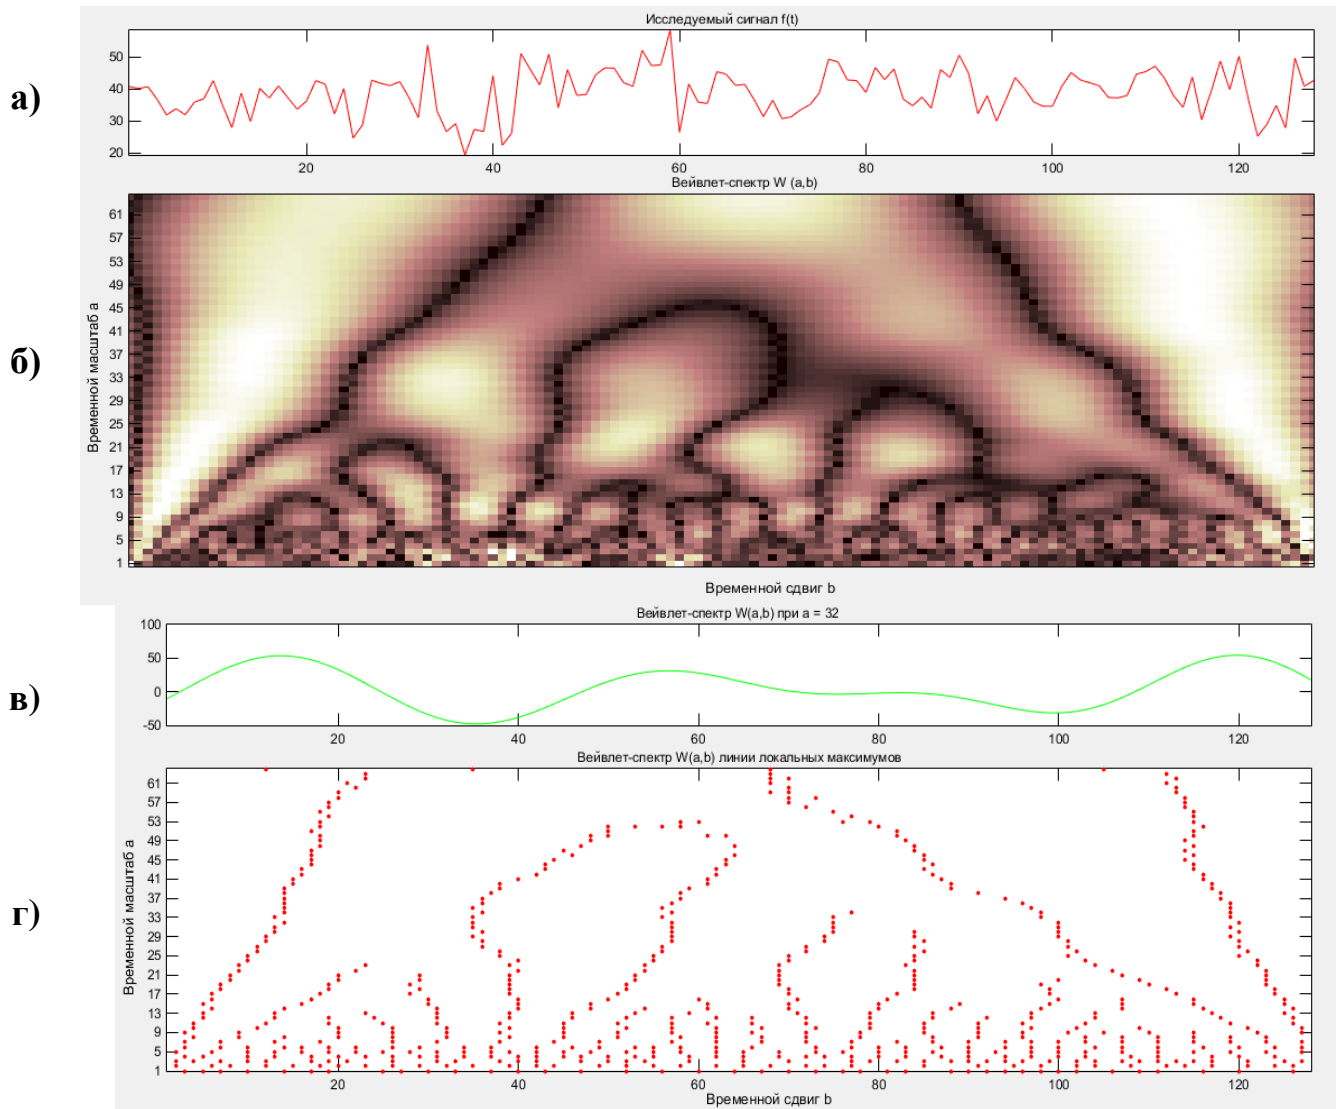 Исследуемый сигнал f(t)
а)
50
40
30
20
20 40 60 80 100 120
Вейвлет-спектр W (a,b)
б)
Временной масштаб a
61
57
53
49
45
41
37
33
29
25
21
17
13
9
5
1
Временной сдвиг b
Вейвлет-спектр W(a,b) при a = 32
в)
100
50
0
-50
20 40 60 80 100 120
Вейвлет-спектр W(a,b) линии локальных максимумов
г)
Временной масштаб a
61
57
53
49
45
41
37
33
29
25
21
17
13
9
5
1
20 40 60 80 100 120
Временной сдвиг b